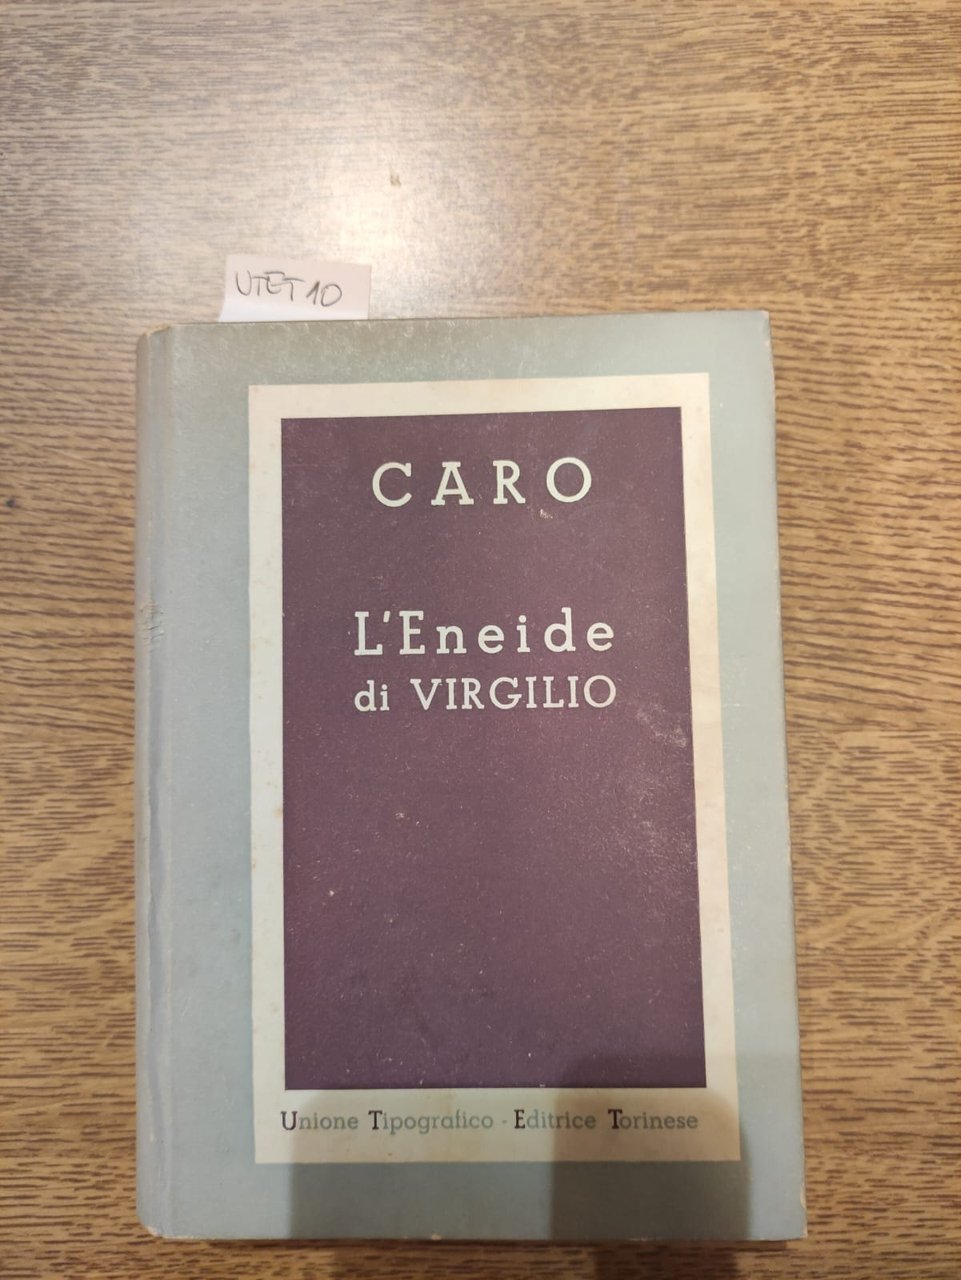 UTET 10
CARO
L'Eneide
di VIRGILIO
Unione Tipografico - Editrice Torinese